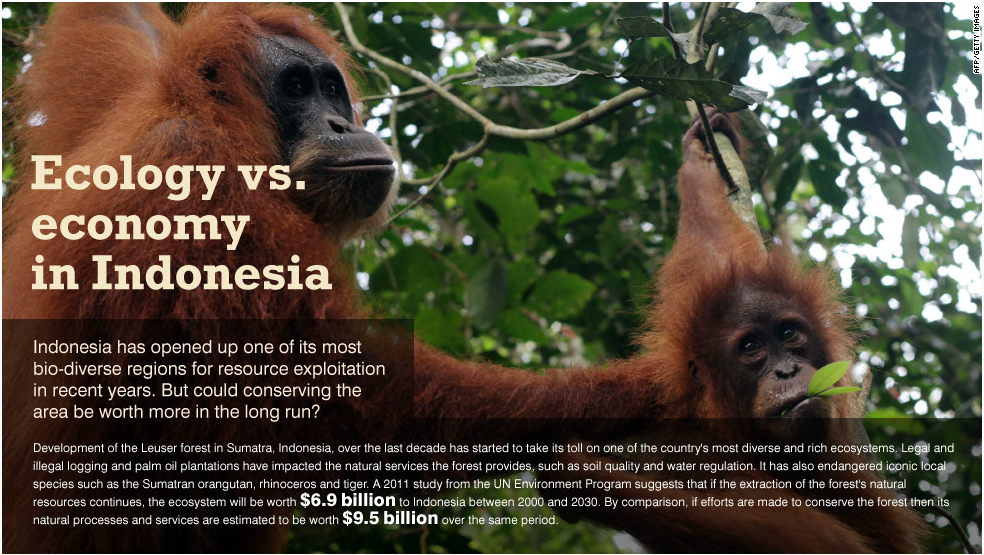 AFP/GETTY IMAGES
Ecology vs.
economy
in Indonesia
Indonesia has opened up one of its most
bio-diverse regions for resource exploitation
in recent years. But could conserving the
area be worth more in the long run?
Development of the Leuser forest in Sumatra, Indonesia, over the last decade has started to take its toll on one of the country's most diverse and rich ecosystems. Legal and
illegal logging and palm oil plantations have impacted the natural services the forest provides, such as soil quality and water regulation. It has also endangered iconic local
species such as the Sumatran orangutan, rhinoceros and tiger. A 2011 study from the UN Environment Program suggests that if the extraction of the forest's natural
resources continues, the ecosystem will be worth $6.9 billion to Indonesia between 2000 and 2030. By comparison, if efforts are made to conserve the forest then its
natural processes and services are estimated to be worth $9.5 billion over the same period.